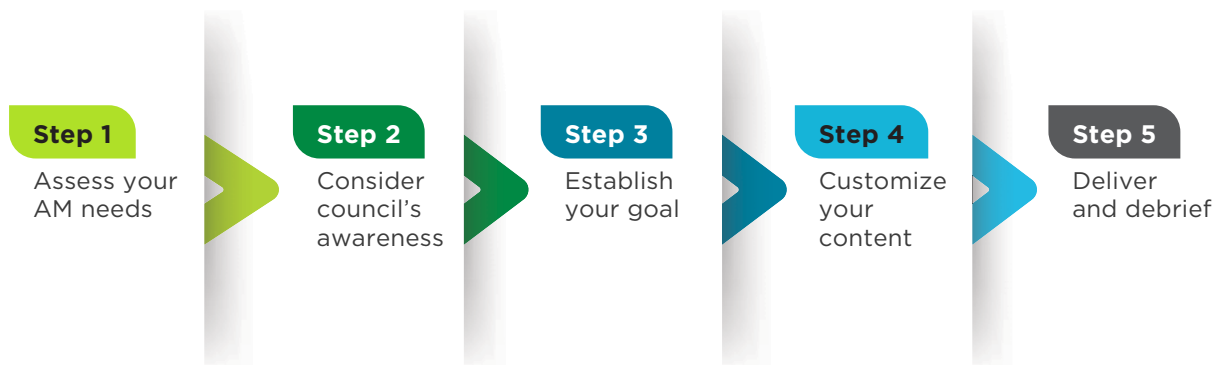 Step 1
Assess your
AM needs
Step 2
Consider
council’s
awareness
Step 3
Establish
your goal
Step 4
Customize
your
content
Step 5
Deliver
and debrief